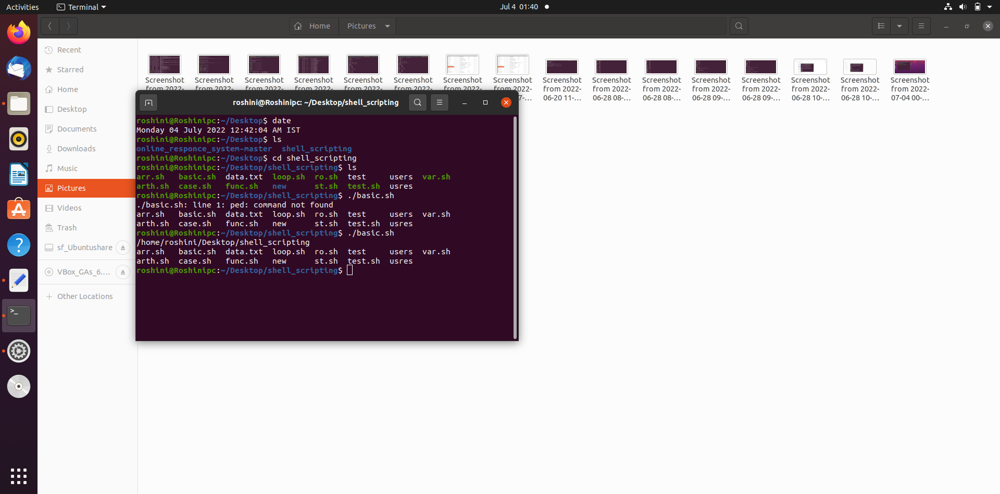 Activities
Terminal
Jul 4 01:40
Home
Pictures
Recent
Starred
Home
Desktop
Documents
Downloads
Music
Pictures
Videos
Trash
sf_Ubuntushare
VBox_GAs_6....
Other Locations
Screenshot Screenshot Screenshot Screenshot Screenshot Screenshot Screenshot Screenshot Screenshot Screenshot Screenshot Screenshot Screenshot Screenshot Screenshot Screenshot
from 2022- from 2022- from 2022- from 2022- from 2022- from 2022- from 2022- from 2022- from 2022- from 2022- from 2022- from 2022- from 2022- from 2022- from 2022- from 2022-
7-... 06-20 11-... 06-28 08-... 06-28 08-... 06-28 09-... 06-28 09-... 06-28 10-... 06-28 10-... 07-04 00-...
roshini@Roshinipc: ~/Desktop/shell_scripting
roshini@Roshinipc:~/Desktop$ date
Monday 04 July 2022 12:42:04 AM IST
roshini@Roshinipc:~/Desktop$ ls
online_responce_system-master  shell_scripting
roshini@Roshinipc:~/Desktop$ cd shell_scripting
roshini@Roshinipc:~/Desktop/shell_scripting$ ls
arr.sh   basic.sh  data.txt  loop.sh  ro.sh  test     users  var.sh
arth.sh  case.sh   func.sh   new      st.sh  test.sh  usres
roshini@Roshinipc:~/Desktop/shell_scripting$ ./basic.sh
./basic.sh: line 1: ped: command not found
arr.sh   basic.sh  data.txt  loop.sh  ro.sh  test     users  var.sh
arth.sh  case.sh   func.sh   new      st.sh  test.sh  usres
roshini@Roshinipc:~/Desktop/shell_scripting$ ./basic.sh
/home/roshini/Desktop/shell_scripting
arr.sh   basic.sh  data.txt  loop.sh  ro.sh  test     users  var.sh
arth.sh  case.sh   func.sh   new      st.sh  test.sh  usres
roshini@Roshinipc:~/Desktop/shell_scripting$